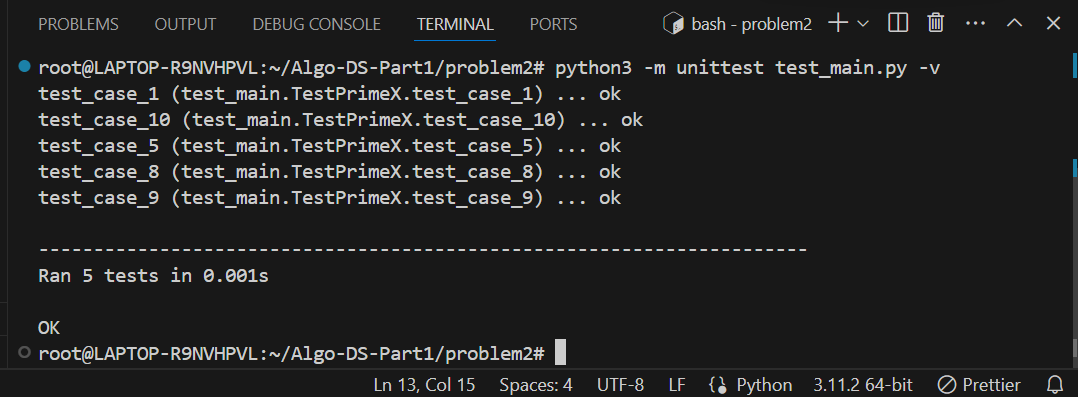 PROBLEMS OUTPUT DEBUG CONSOLE TERMINAL PORTS bash - problem2
root@LAPTOP-R9NVHPVL:~/Algo-DS-Part1/problem2# python3 -m unittest test_main.py -v
test_case_1 (test_main.TestPrimeX.test_case_1) ... ok
test_case_10 (test_main.TestPrimeX.test_case_10) ... ok
test_case_5 (test_main.TestPrimeX.test_case_5) ... ok
test_case_8 (test_main.TestPrimeX.test_case_8) ... ok
test_case_9 (test_main.TestPrimeX.test_case_9) ... ok
----------------------------------------------------------------------
Ran 5 tests in 0.001s
OK
root@LAPTOP-R9NVHPVL:~/Algo-DS-Part1/problem2#
Ln 13, Col 15 Spaces: 4 UTF-8 LF Python 3.11.2 64-bit Prettier